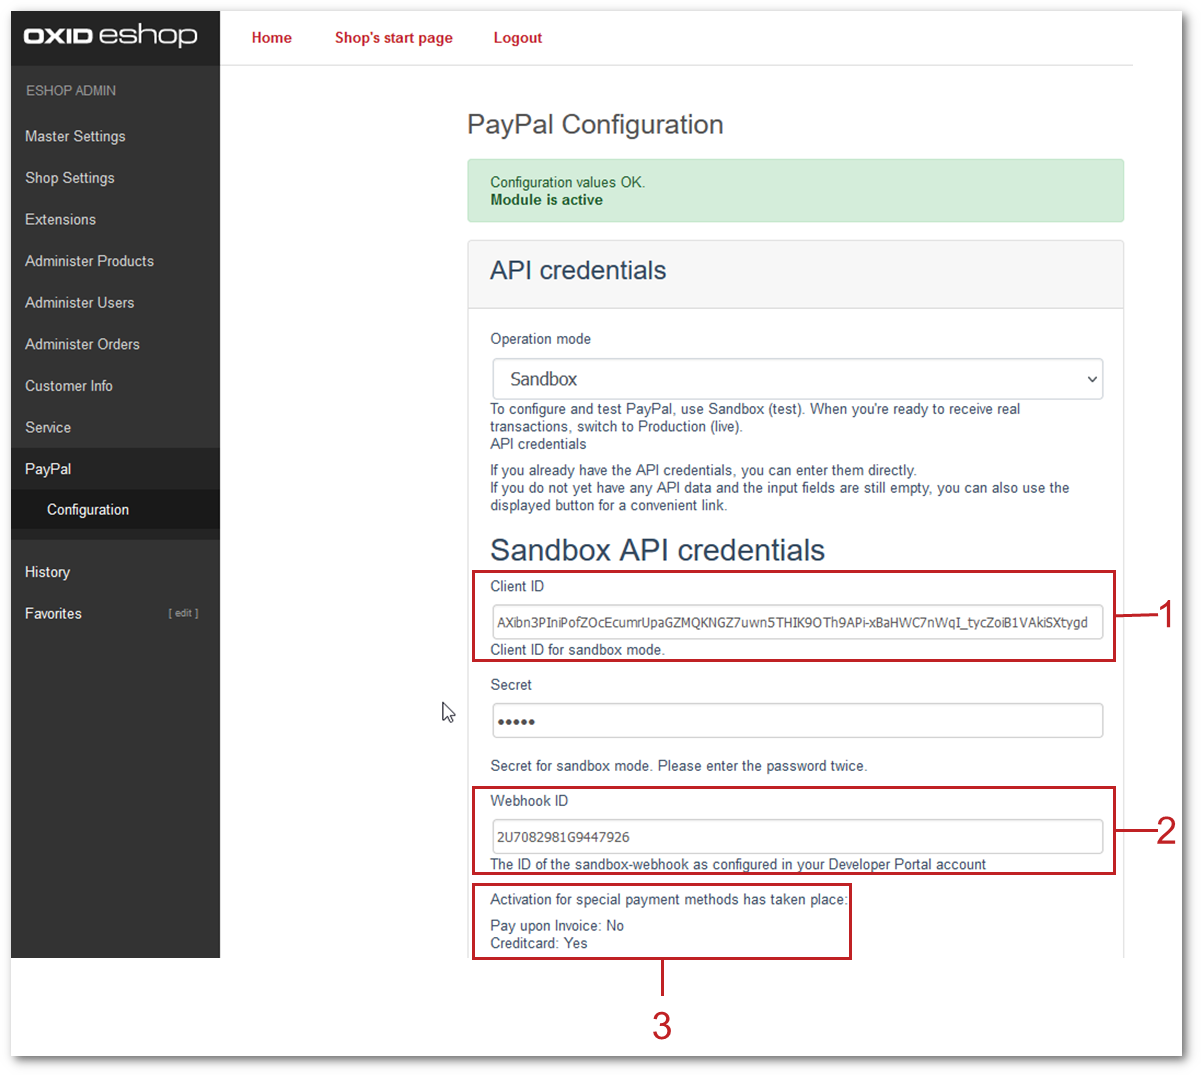 OXID eshop
Home
Shop's start page
Logout
ESHOP ADMIN
Master Settings
Shop Settings
Extensions
Administer Products
Administer Users
Administer Orders
Customer Info
Service
PayPal
Configuration
History
Favorites
[ edit ]
PayPal Configuration
Configuration values OK.
Module is active
API credentials
Operation mode
Sandbox
To configure and test PayPal, use Sandbox (test). When you're ready to receive real
transactions, switch to Production (live).
API credentials
If you already have the API credentials, you can enter them directly.
If you do not yet have any API data and the input fields are still empty, you can also use the
displayed button for a convenient link.
Sandbox API credentials
Client ID
AXibn3PIniPofZOcEcumrUpaGZMQKNGZ7uwn5THIK9OTh9APi-xBaHWC7nWqI_tycZoiB1VAkiSXtygd
Client ID for sandbox mode.
1
Secret
•••••
Secret for sandbox mode. Please enter the password twice.
Webhook ID
2U7082981G9447926
The ID of the sandbox-webhook as configured in your Developer Portal account
2
Activation for special payment methods has taken place:
Pay upon Invoice: No
Creditcard: Yes
3